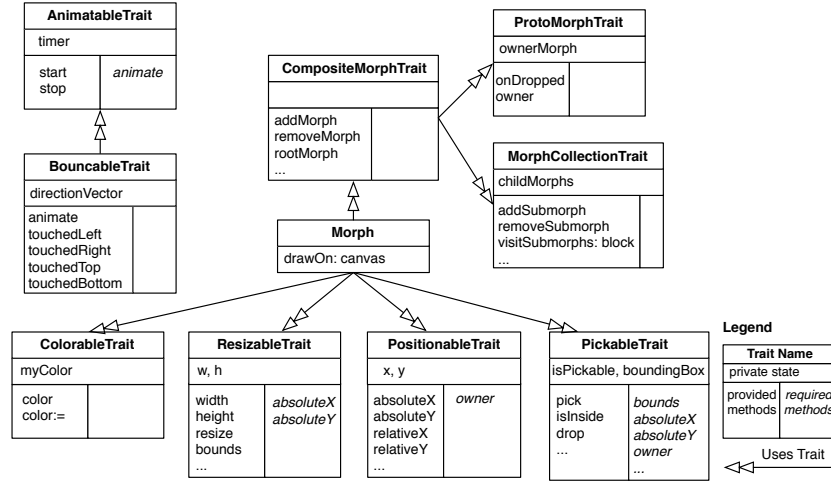 AnimatableTrait
timer
start
stop
animate
BouncableTrait
directionVector
animate
touchedLeft
touchedRight
touchedTop
touchedBottom
CompositeMorphTrait
addMorph
removeMorph
rootMorph
...
ProtoMorphTrait
ownerMorph
onDropped
owner
MorphCollectionTrait
childMorphs
addSubmorph
removeSubmorph
visitSubmorphs: block
...
Morph
drawOn: canvas
ColorableTrait
myColor
color
color:=
ResizableTrait
w, h
width
height
resize
bounds
...
absoluteX
absoluteY
PositionableTrait
x, y
absoluteX
absoluteY
relativeX
relativeY
...
owner
PickableTrait
isPickable, boundingBox
pick
isInside
drop
...
bounds
absoluteX
absoluteY
owner
...
Legend
Trait Name
private state
provided
methods
required
methods
Uses Trait